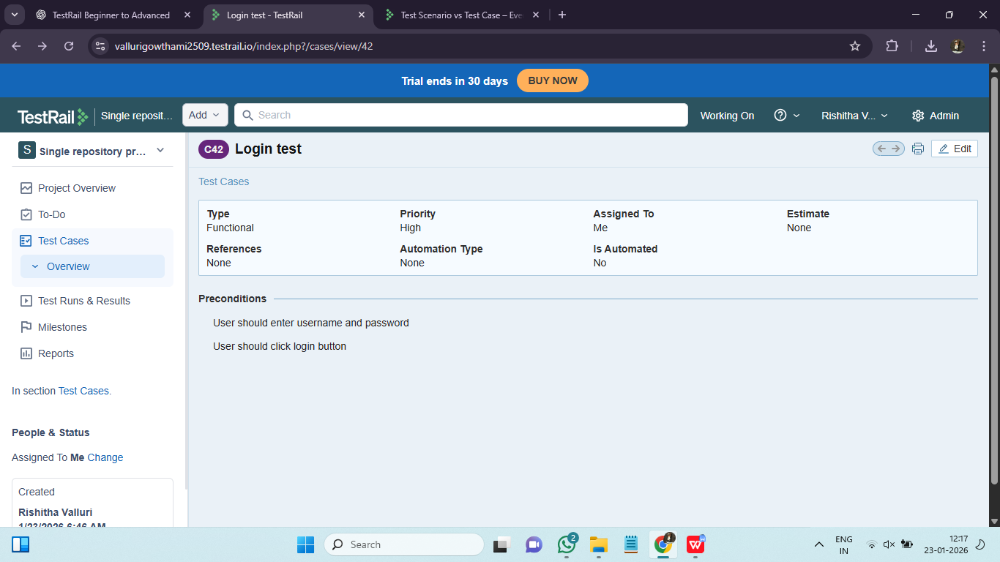 TestRail Beginner to Advanced
Login test - TestRail
Test Scenario vs Test Case – Eve
vallurigowthami2509.testrail.io/index.php?/cases/view/42
Trial ends in 30 days BUY NOW
TestRail Single reposit... Add Search Working On Rishitha V... Admin
S Single repository pr...
C42 Login test
Edit
Project Overview
To-Do
Test Cases
Overview
Test Runs & Results
Milestones
Reports
In section Test Cases.
People & Status
Assigned To Me Change
Created
Rishitha Valluri
1/23/2026 6:46 AM
Test Cases
Type Priority Assigned To Estimate
Functional High Me None
References Automation Type Is Automated
None None No
Preconditions
User should enter username and password
User should click login button
Search
2
W
ENG
IN
12:17
23-01-2026